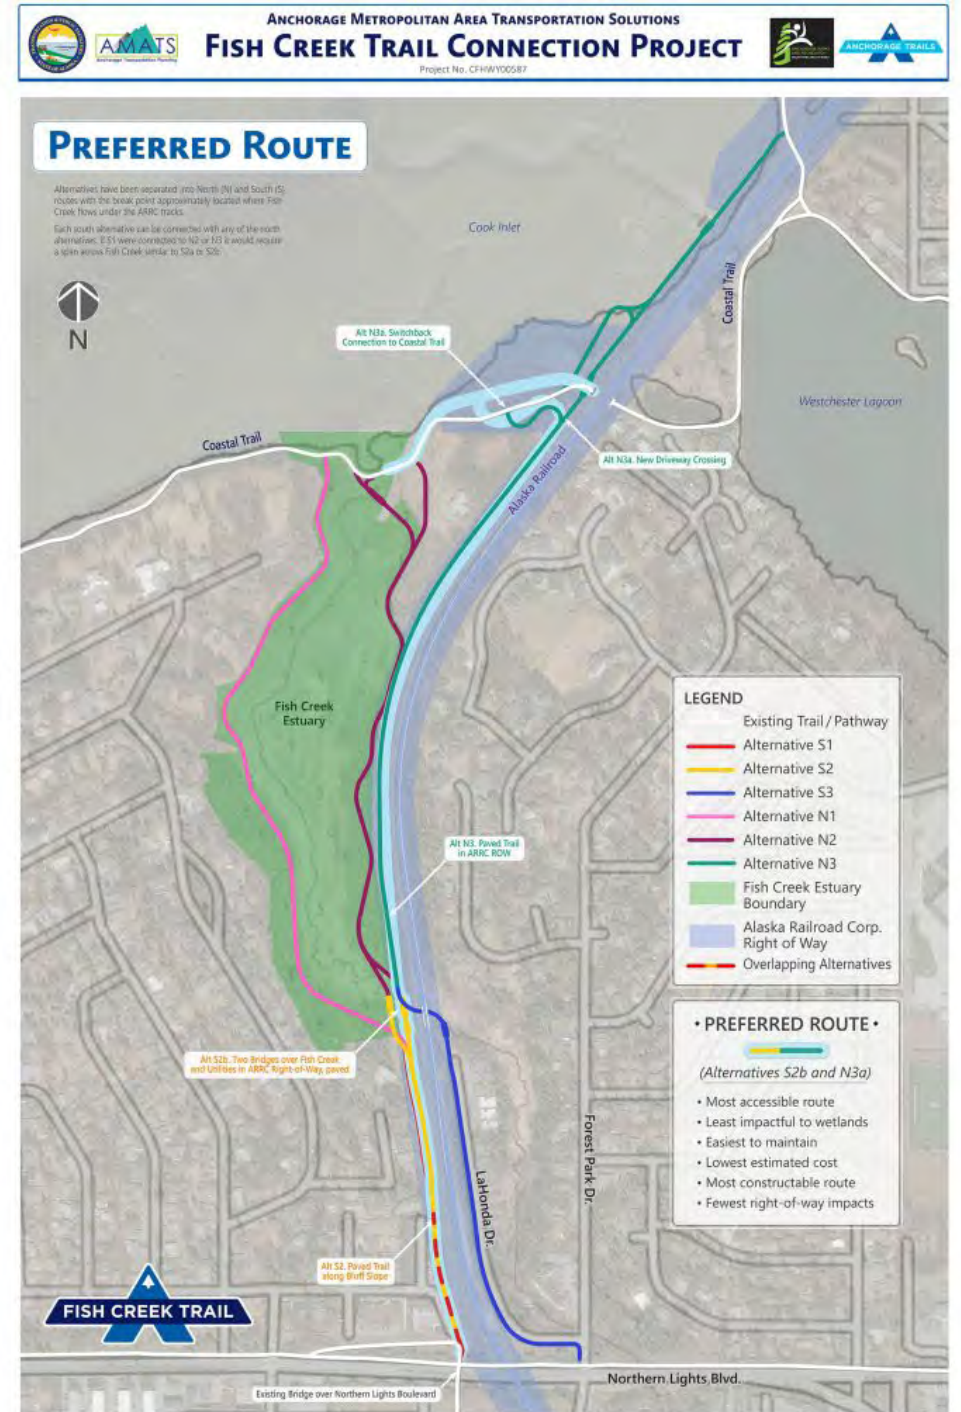 ANCHORAGE METROPOLITAN AREA TRANSPORTATION SOLUTIONS
FISH CREEK TRAIL CONNECTION PROJECT
Project No. CFHWY00587
AMATS
Anchorage Transportation Planning
ANCHORAGE TRAILS
PREFERRED ROUTE
Alternatives have been separated into North (N) and South (S)
routes with the break point approximately located where Fish
Creek flows under the ARRC tracks.
Each south alternative can be connected with any of the north
alternatives. If S1 were connected to N2 or N3 it would require
a span across Fish Creek similar to S2a or S2b.
N
Cook Inlet
Coastal Trail
Westchester Lagoon
Alt N3a. Switchback
Connection to Coastal Trail
Coastal Trail
Alt N3a. New Driveway Crossing
Alaska Railroad
Fish Creek
Estuary
Alt N3. Paved Trail
in ARRC ROW
LEGEND
Existing Trail / Pathway
Alternative S1
Alternative S2
Alternative S3
Alternative N1
Alternative N2
Alternative N3
Fish Creek Estuary
Boundary
Alaska Railroad Corp.
Right of Way
Overlapping Alternatives
• PREFERRED ROUTE •
(Alternatives S2b and N3a)
• Most accessible route
• Least impactful to wetlands
• Easiest to maintain
• Lowest estimated cost
• Most constructable route
• Fewest right-of-way impacts
Alt S2b. Two Bridges over Fish Creek
and Utilities in ARRC Right-of-Way, paved
Forest Park Dr.
LaHonda Dr.
Alt S2. Paved Trail
along Bluff Slope
FISH CREEK TRAIL
Northern Lights Blvd.
Existing Bridge over Northern Lights Boulevard